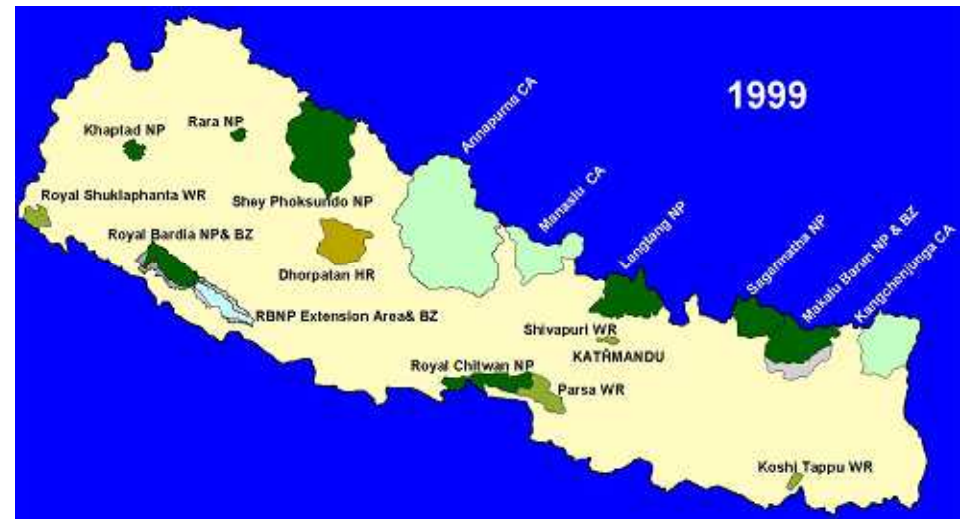 1999
Annapurna CA
Rara NP
Khaptad NP
Royal Shuklaphanta WR
Shey Phoksundo NP
Manaslu CA
Langtang NP
Royal Bardia NP& BZ
Dhorpatan HR
Sagarmatha NP
Makalu Baran NP & BZ
Kangchenjunga CA
RBNP Extension Area& BZ
Shivapuri WR
KATHMANDU
Royal Chitwan NP
Parsa WR
Koshi Tappu WR